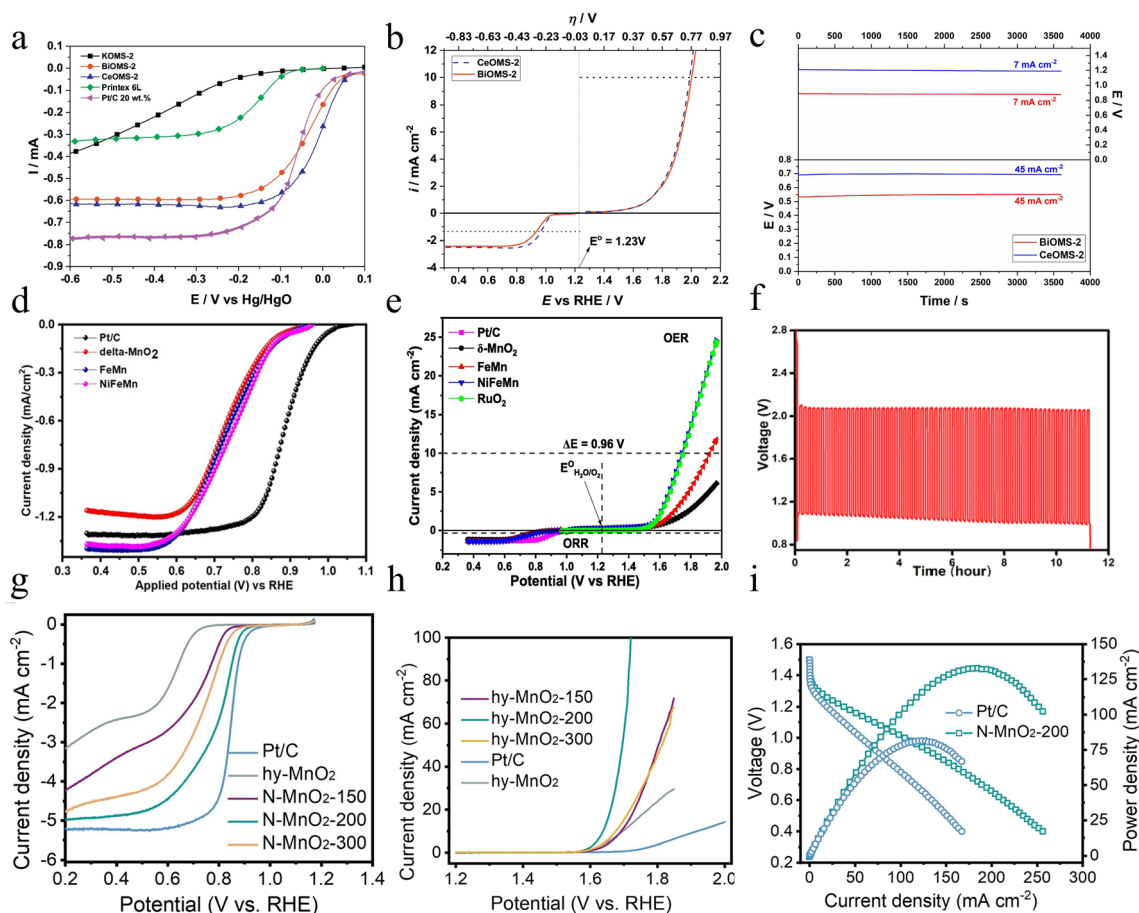 a
KOMS-2
BiOMS-2
CeOMS-2
Printex 6L
Pt/C 20 wt.%
0.1
0.0
-0.1
-0.2
-0.3
-0.4
-0.5
-0.6
-0.7
-0.8
I / mA
-0.6 -0.5 -0.4 -0.3 -0.2 -0.1 0.0 0.1
E / V vs Hg/HgO
b
η / V
-0.83 -0.63 -0.43 -0.23 -0.03 0.17 0.37 0.57 0.77 0.97
CeOMS-2
BiOMS-2
12
10
8
6
4
2
0
-2
-4
i / mA cm-2
E° = 1.23V
0.4 0.6 0.8 1.0 1.2 1.4 1.6 1.8 2.0 2.2
E vs RHE / V
c
0 500 1000 1500 2000 2500 3000 3500 4000
7 mA cm-2
7 mA cm-2
1.2
1.0
0.8
0.6
0.4
0.2
0.0
E / V
0.8
0.7
0.6
0.5
0.4
0.3
0.2
0.1
0.0
E / V
45 mA cm-2
45 mA cm-2
BiOMS-2
CeOMS-2
0 500 1000 1500 2000 2500 3000 3500 4000
Time / s
d
Pt/C
delta-MnO2
FeMn
NiFeMn
0.0
-0.3
-0.6
-0.9
-1.2
Current density (mA/cm2)
0.3 0.4 0.5 0.6 0.7 0.8 0.9 1.0 1.1
Applied potential (V) vs RHE
e
Pt/C
δ-MnO2
FeMn
NiFeMn
RuO2
OER
25
20
15
10
5
0
Current density (mA cm-2)
ΔE = 0.96 V
EOH2O/O2
ORR
0.2 0.4 0.6 0.8 1.0 1.2 1.4 1.6 1.8 2.0
Potential (V vs RHE)
f
2.8
2.4
2.0
1.6
1.2
0.8
Voltage (V)
0 2 4 6 8 10 12
Time (hour)
g
0
-1
-2
-3
-4
-5
-6
Current density (mA cm-2)
Pt/C
hy-MnO2
N-MnO2-150
N-MnO2-200
N-MnO2-300
0.2 0.4 0.6 0.8 1.0 1.2 1.4
Potential (V vs. RHE)
h
100
80
60
40
20
0
Current density (mA cm-2)
hy-MnO2-150
hy-MnO2-200
hy-MnO2-300
Pt/C
hy-MnO2
1.2 1.4 1.6 1.8 2.0
Potential (V vs. RHE)
i
1.6
1.4
1.2
1.0
0.8
0.6
0.4
0.2
Voltage (V)
Pt/C
N-MnO2-200
150
125
100
75
50
25
0
Power density (mA cm-2)
0 50 100 150 200 250 300
Current density (mA cm-2)